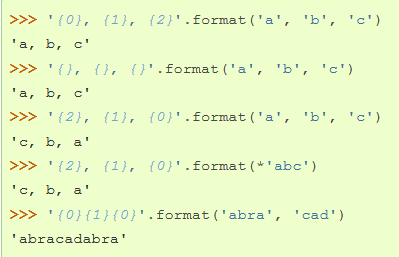 >>> '{0}, {1}, {2}'.format('a', 'b', 'c')
'a, b, c'
>>> '{}, {}, {}'.format('a', 'b', 'c')
'a, b, c'
>>> '{2}, {1}, {0}'.format('a', 'b', 'c')
'c, b, a'
>>> '{2}, {1}, {0}'.format(*'abc')
'c, b, a'
>>> '{0}{1}{0}'.format('abra', 'cad')
'abracadabra'